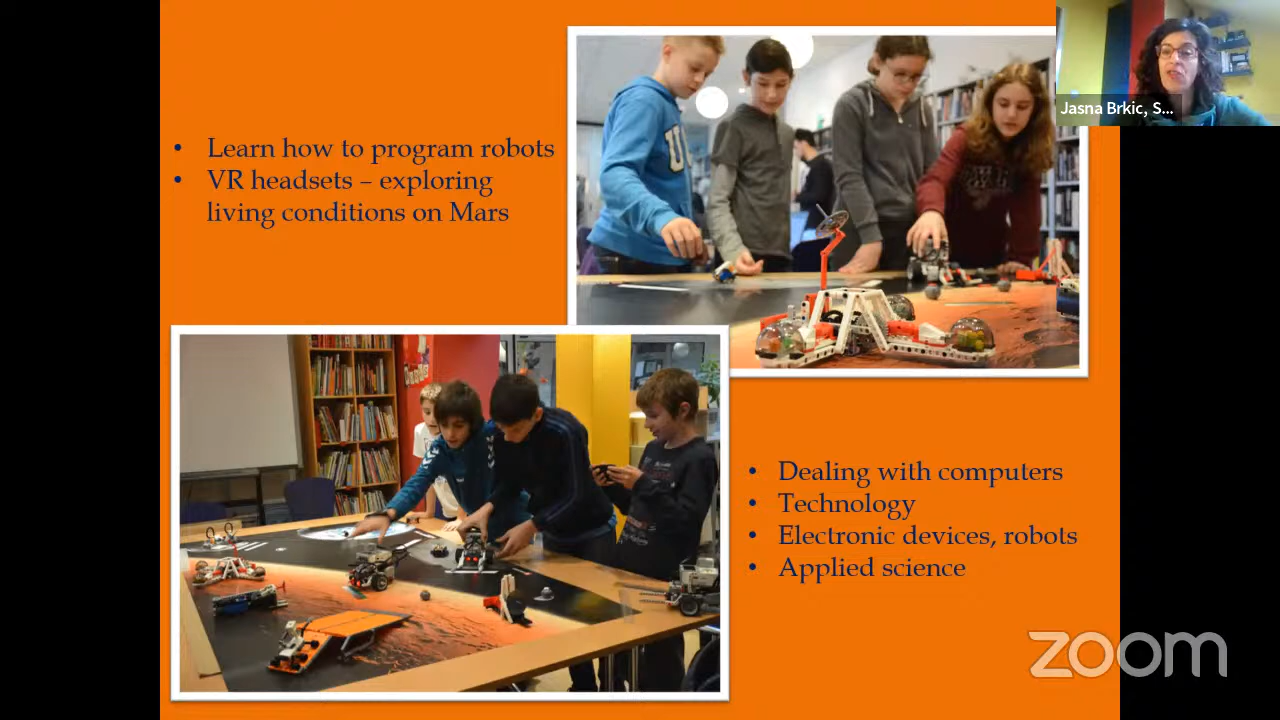 Jasna Brkic, S...
• Learn how to program robots
• VR headsets – exploring
living conditions on Mars
• Dealing with computers
• Technology
• Electronic devices, robots
• Applied science
zoom